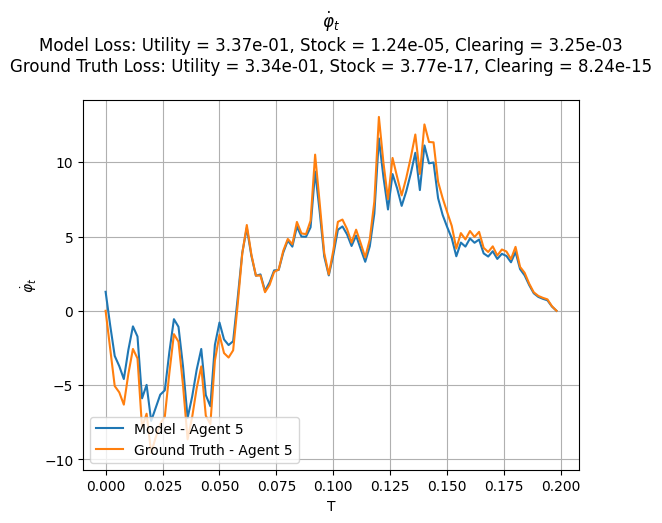 φ̇ₜ
Model Loss: Utility = 3.37e-01, Stock = 1.24e-05, Clearing = 3.25e-03
Ground Truth Loss: Utility = 3.34e-01, Stock = 3.77e-17, Clearing = 8.24e-15
10
5
0
−5
−10
φ̇ₜ
Model - Agent 5
Ground Truth - Agent 5
0.000 0.025 0.050 0.075 0.100 0.125 0.150 0.175 0.200
T